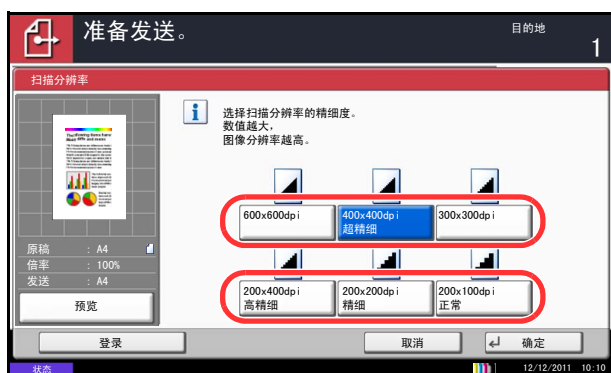 准备发送。
目的地
1
扫描分辨率
选择扫描分辨率的精细度。
数值越大,
图像分辨率越高。
600x600dpi
400x400dpi
超精细
300x300dpi
200x400dpi
高精细
200x200dpi
精细
200x100dpi
正常
原稿 : A4
倍率 : 100%
发送 : A4
预览
登录
取消
确定
状态
12/12/2011 10:10